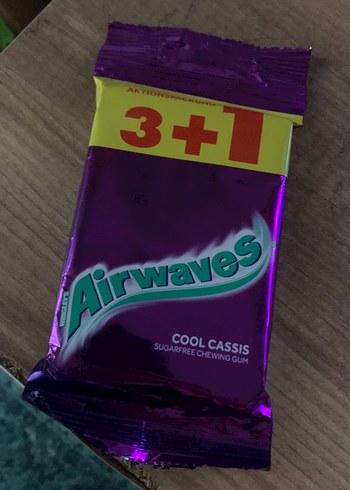 AKTIONSPACKUNG
3+1
WRIGLEY'S
Airwaves
COOL CASSIS
SUGARFREE CHEWING GUM